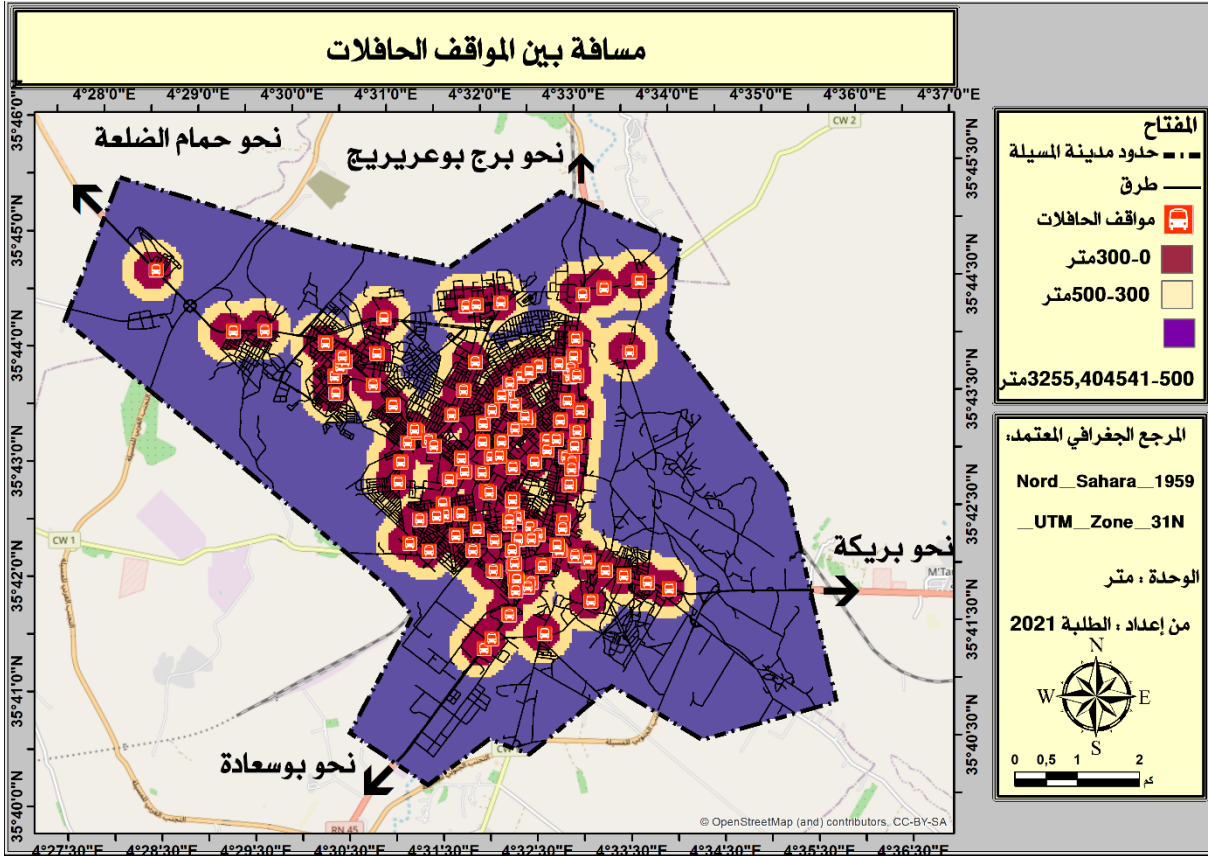 مسافة بين المواقف الحافلات
4°28'0"E 4°29'0"E 4°30'0"E 4°31'0"E 4°32'0"E 4°33'0"E 4°34'0"E 4°35'0"E 4°36'0"E 4°37'0"E
35°46'0"N
35°45'0"N
35°44'0"N
35°43'0"N
35°42'0"N
35°41'0"N
35°40'0"N
نحو حمام الضلعة
نحو برج بوعريريج
CW 2
CW 1
نحو بريكة
نحو بوسعادة
RN 45
© OpenStreetMap (and) contributors, CC-BY-SA
35°45'30"N
35°44'30"N
35°43'30"N
35°42'30"N
35°41'30"N
35°40'30"N
4°27'30"E 4°28'30"E 4°29'30"E 4°30'30"E 4°31'30"E 4°32'30"E 4°33'30"E 4°34'30"E 4°35'30"E 4°36'30"E
المفتاح
حدود مدينة المسيلة
طرق
مواقف الحافلات
0-300متر
300-500متر
500-3255,404541متر
المرجع الجغرافي المعتمد:
Nord__Sahara__1959
__UTM__Zone__31N
الوحدة : متر
من إعداد : الطلبة 2021
N
W E
S
0 0,5 1 2
كم